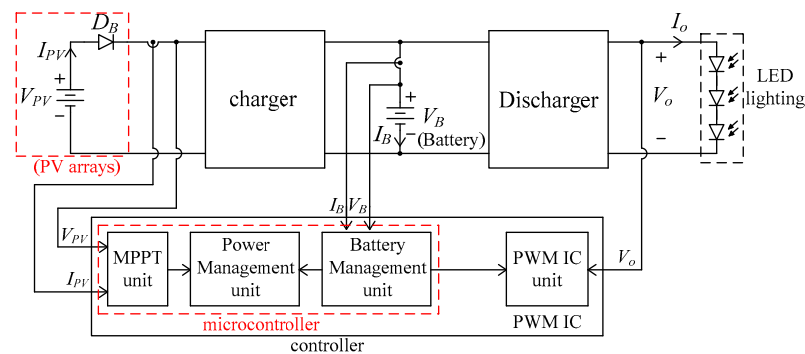 D_B
I_PV
+
V_PV
−
(PV arrays)
charger
+
V_B
I_B
−
(Battery)
Discharger
I_o
+
V_o
−
LED
lighting
I_B V_B
V_PV
I_PV
MPPT
unit
Power
Management
unit
Battery
Management
unit
PWM IC
unit
V_o
microcontroller
PWM IC
controller